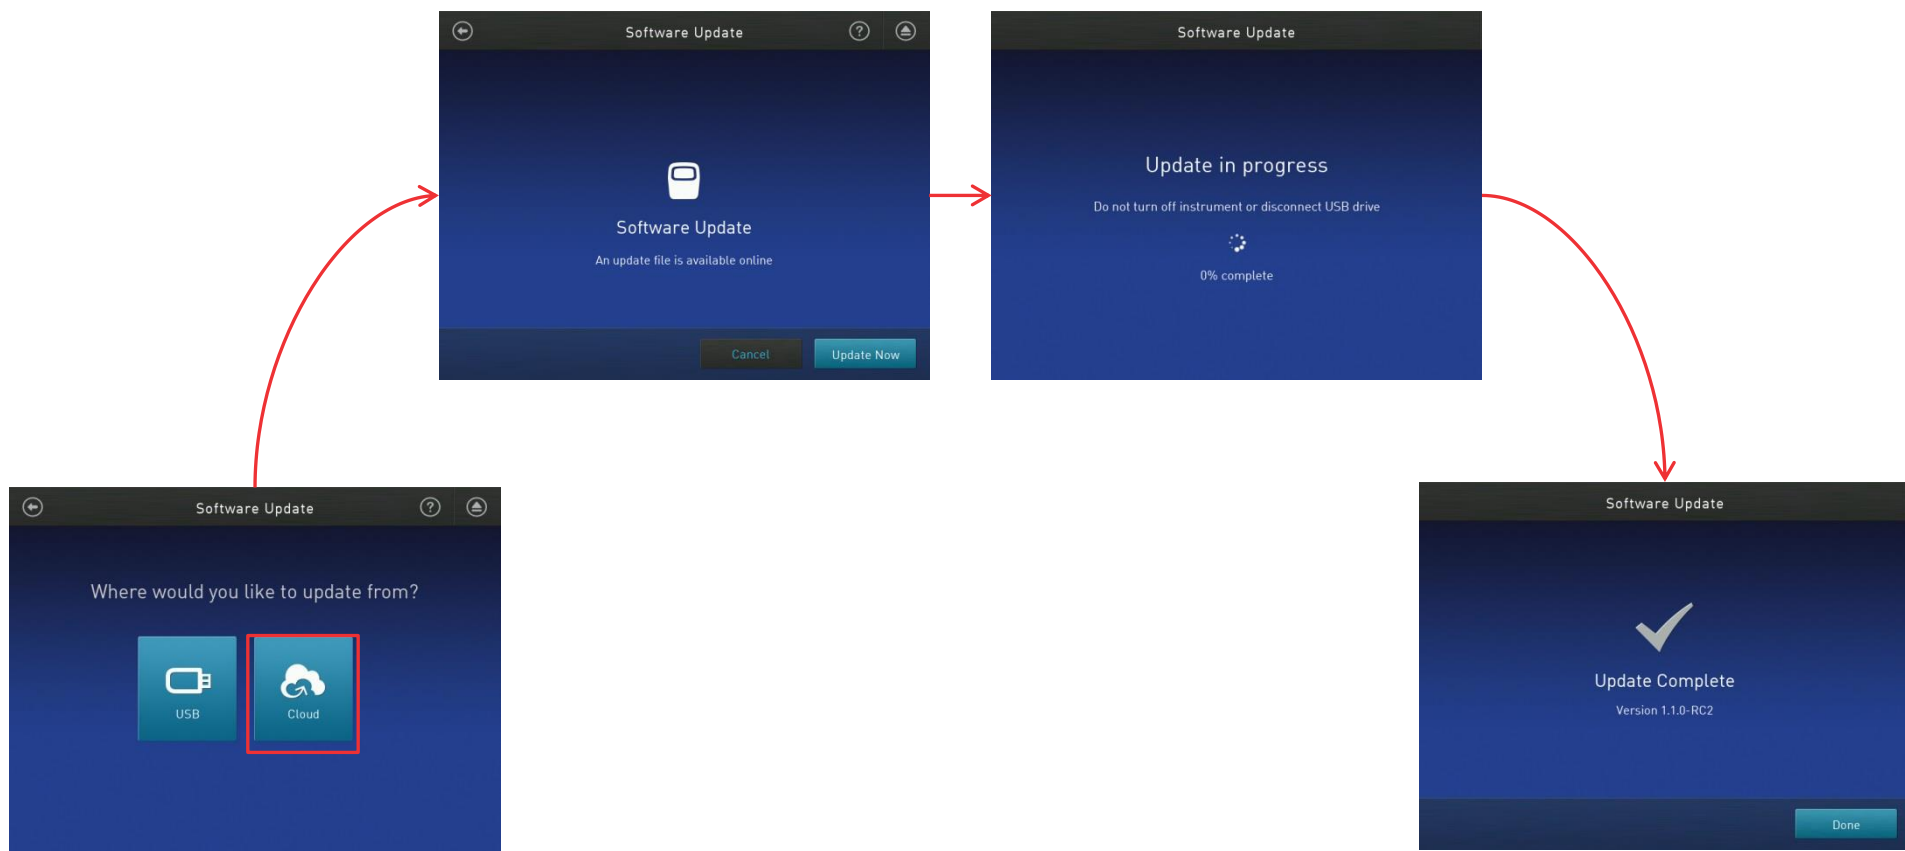 Software Update
?
Where would you like to update from?
USB
Cloud
Software Update
?
Software Update
An update file is available online
Cancel
Update Now
Software Update
Update in progress
Do not turn off instrument or disconnect USB drive
0% complete
Software Update
Update Complete
Version 1.1.0-RC2
Done